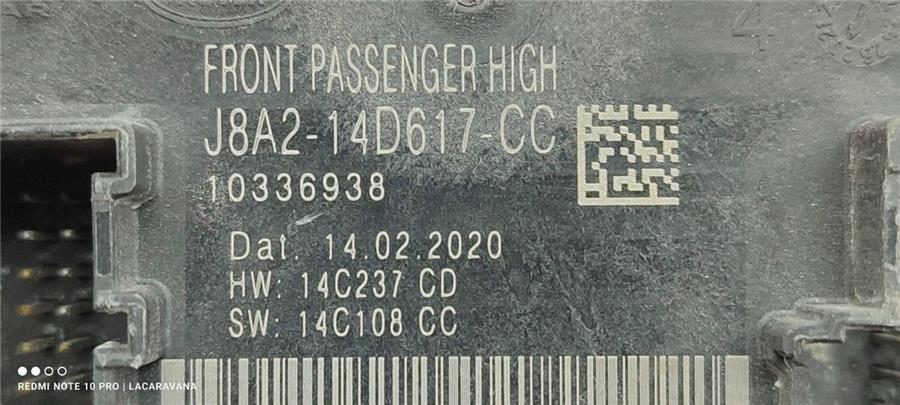 FRONT PASSENGER HIGH
J8A2-14D617-CC
10336938
Dat. 14.02.2020
HW: 14C237 CD
SW: 14C108 CC
4
REDMI NOTE 10 PRO | LACARAVANA